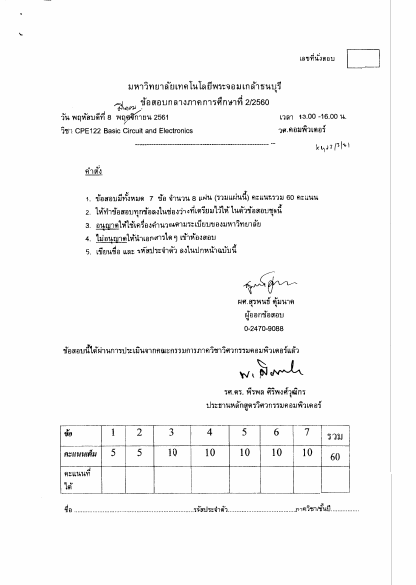 เลขที่นั่งสอบ
มหาวิทยาลัยเทคโนโลยีพระจอมเกล้าธนบุรี
ข้อสอบกลางภาคการศึกษาที่ 2/2560
มีนาคม
วัน พฤหัสบดีที่ 8 พฤศจิกายน 2561 เวลา 13.00 -16.00 น.
วิชา CPE122 Basic Circuit and Electronics วศ.คอมพิวเตอร์
คำสั่ง
1. ข้อสอบมีทั้งหมด 7 ข้อ จำนวน 8 แผ่น (รวมแผ่นนี้) คะแนนรวม 60 คะแนน
2. ให้ทำข้อสอบทุกข้อลงในช่องว่างที่เตรียมไว้ให้ ในตัวข้อสอบชุดนี้
3. อนุญาตให้ใช้เครื่องคำนวณตามระเบียบของมหาวิทยาลัย
4. ไม่อนุญาตให้นำเอกสารใดๆ เข้าห้องสอบ
5. เขียนชื่อ และ รหัสประจำตัว ลงในปกหน้าฉบับนี้
ผศ.สุรพนธ์ ตุ้มนาค
ผู้ออกข้อสอบ
0-2470-9088
ข้อสอบนี้ได้ผ่านการประเมินจากคณะกรรมการภาควิชาวิศวกรรมคอมพิวเตอร์แล้ว
รศ.ดร. พีรพล ศิริพงศ์วุฒิกร
ประธานหลักสูตรวิศวกรรมคอมพิวเตอร์
ข้อ 1 2 3 4 5 6 7 รวม
คะแนนเต็ม 5 5 10 10 10 10 10 60
คะแนนที่
ได้
ชื่อ ........................................รหัสประจำตัว.......................................ภาควิชา/ชั้นปี................